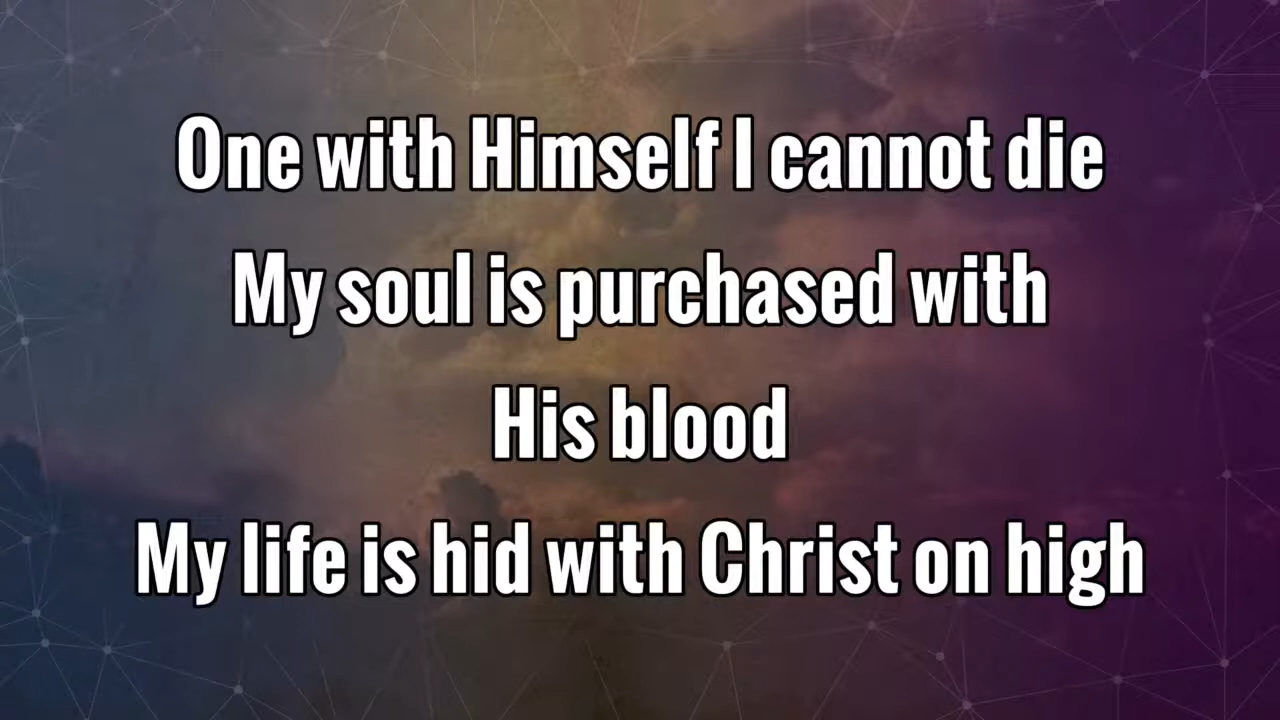 One with Himself I cannot die
My soul is purchased with
His blood
My life is hid with Christ on high